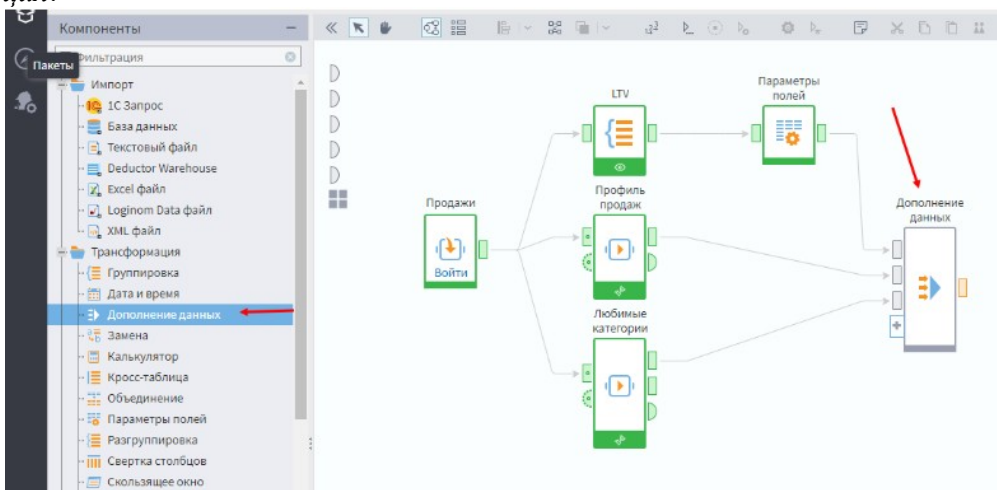 Компоненты
Фильтрация
Пакеты
Импорт
1С Запрос
База данных
Текстовый файл
Deductor Warehouse
Excel файл
Loginom Data файл
XML файл
Трансформация
Группировка
Дата и время
Дополнение данных
Замена
Калькулятор
Кросс-таблица
Объединение
Параметры полей
Разгруппировка
Свертка столбцов
Скользящее окно
Продажи
Войти
LTV
Профиль
продаж
Любимые
категории
Параметры
полей
Дополнение
данных